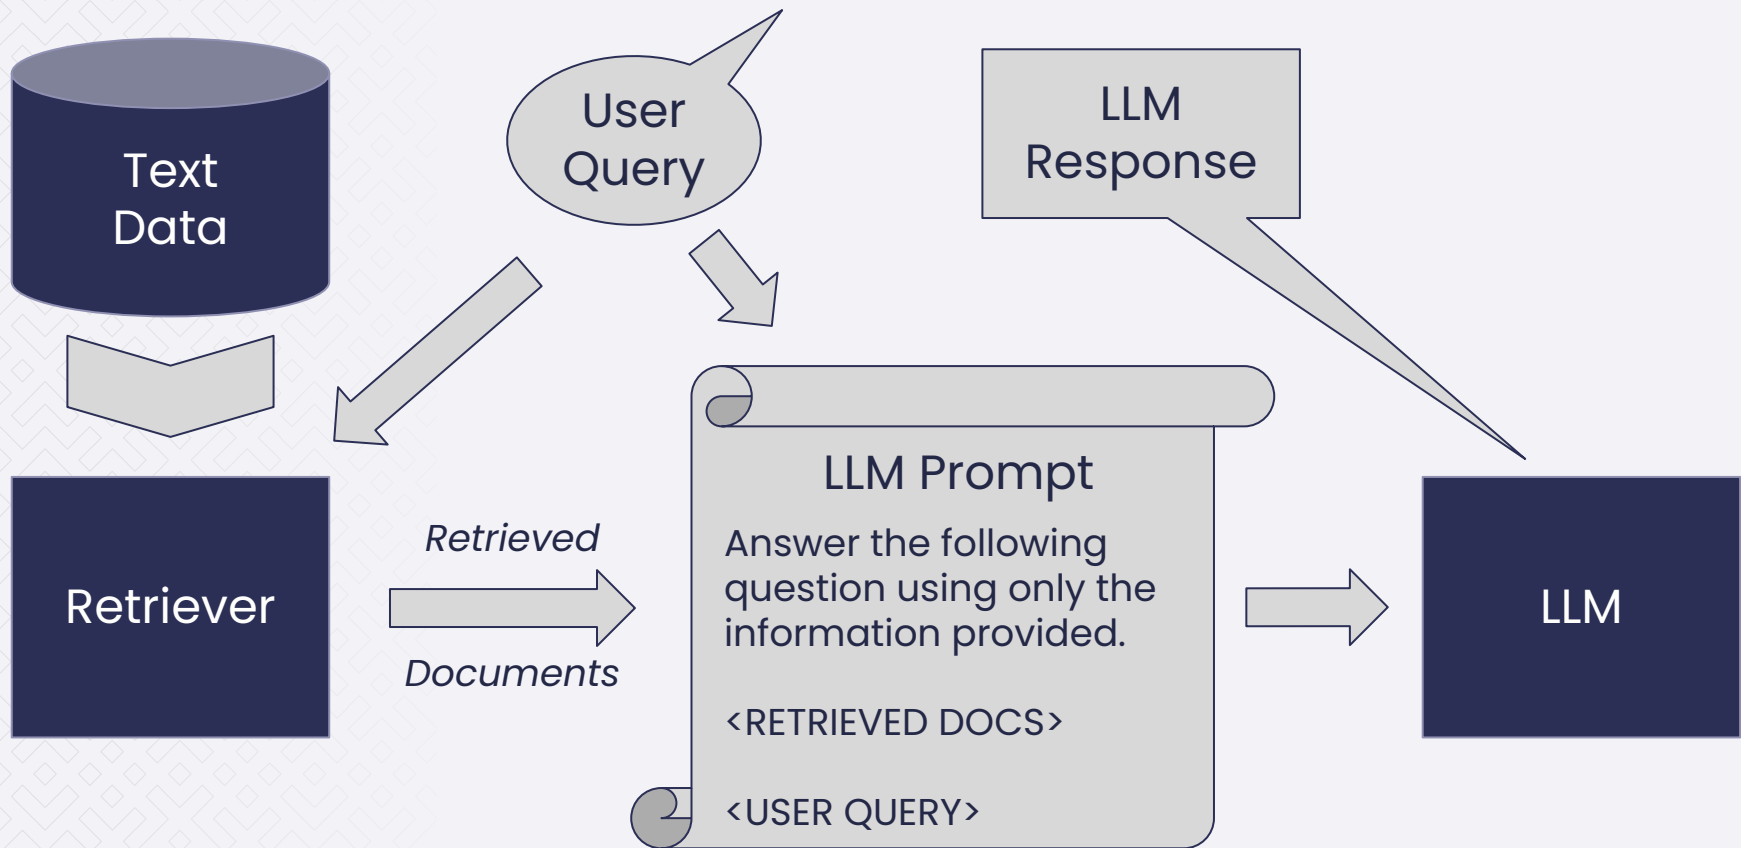 Text
Data
User
Query
LLM
Response
Retriever
Retrieved
Documents
LLM Prompt
Answer the following
question using only the
information provided.
<RETRIEVED DOCS>
<USER QUERY>
LLM